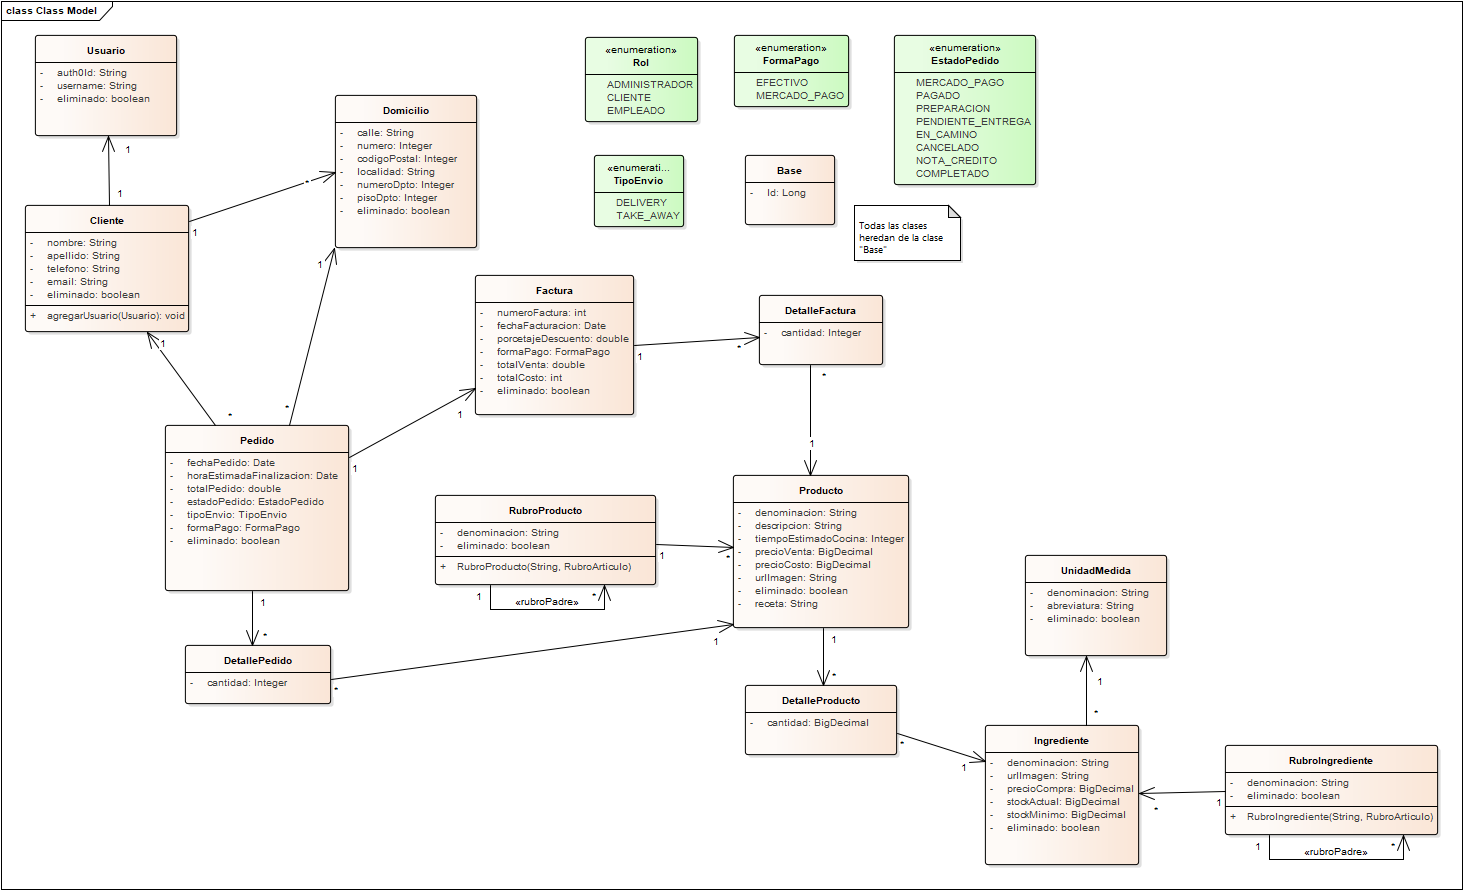 class Class Model
Usuario
- auth0Id: String
- username: String
- eliminado: boolean
1
1
Cliente
- nombre: String
- apellido: String
- telefono: String
- email: String
- eliminado: boolean
+ agregarUsuario(Usuario): void
1
*
Domicilio
- calle: String
- numero: Integer
- codigoPostal: Integer
- localidad: String
- numeroDpto: Integer
- pisoDpto: Integer
- eliminado: boolean
1
*
1
*
«enumeration»
Rol
ADMINISTRADOR
CLIENTE
EMPLEADO
«enumeration»
FormaPago
EFECTIVO
MERCADO_PAGO
«enumeration»
EstadoPedido
MERCADO_PAGO
PAGADO
PREPARACION
PENDIENTE_ENTREGA
EN_CAMINO
CANCELADO
NOTA_CREDITO
COMPLETADO
«enumerati...
TipoEnvio
DELIVERY
TAKE_AWAY
Base
- Id: Long
Todas las clases
heredan de la clase
"Base"
Factura
- numeroFactura: int
- fechaFacturacion: Date
- porcetajeDescuento: double
- formaPago: FormaPago
- totalVenta: double
- totalCosto: int
- eliminado: boolean
1
*
DetalleFactura
- cantidad: Integer
*
1
Pedido
- fechaPedido: Date
- horaEstimadaFinalizacion: Date
- totalPedido: double
- estadoPedido: EstadoPedido
- tipoEnvio: TipoEnvio
- formaPago: FormaPago
- eliminado: boolean
1
1
1
*
DetallePedido
- cantidad: Integer
*
1
RubroProducto
- denominacion: String
- eliminado: boolean
+ RubroProducto(String, RubroArticulo)
1
«rubroPadre»
*
1
*
Producto
- denominacion: String
- descripcion: String
- tiempoEstimadoCocina: Integer
- precioVenta: BigDecimal
- precioCosto: BigDecimal
- urlImagen: String
- eliminado: boolean
- receta: String
1
*
DetalleProducto
- cantidad: BigDecimal
*
1
UnidadMedida
- denominacion: String
- abreviatura: String
- eliminado: boolean
1
*
Ingrediente
- denominacion: String
- urlImagen: String
- precioCompra: BigDecimal
- stockActual: BigDecimal
- stockMinimo: BigDecimal
- eliminado: boolean
*
1
RubroIngrediente
- denominacion: String
- eliminado: boolean
+ RubroIngrediente(String, RubroArticulo)
1
«rubroPadre»
*